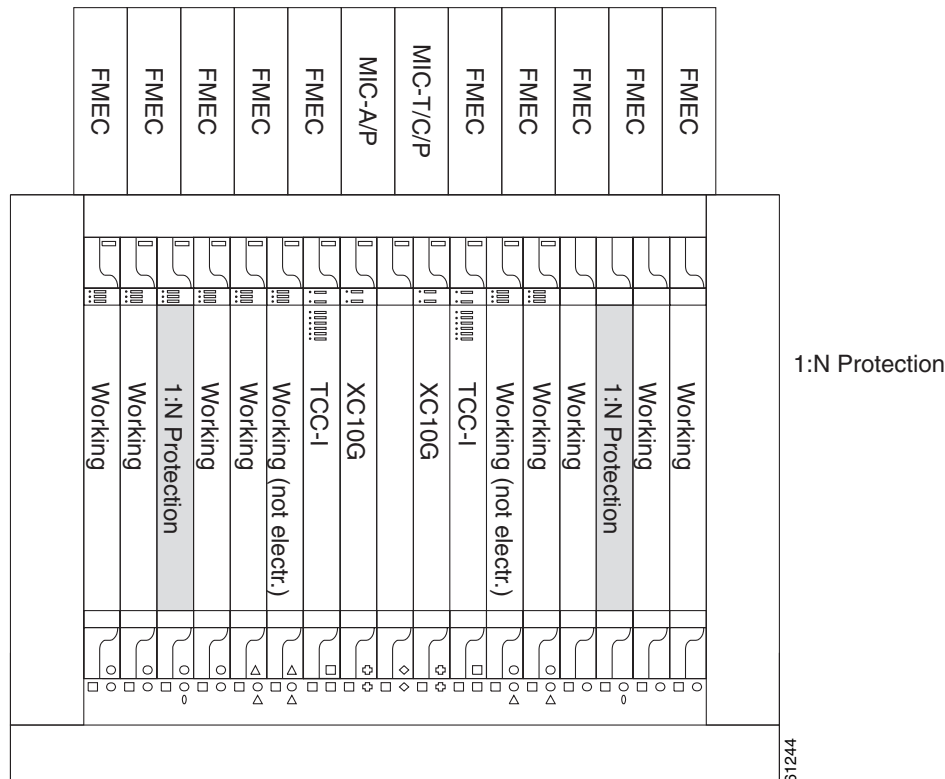 FMEC
FMEC
FMEC
FMEC
FMEC
MIC-A/P
MIC-T/C/P
FMEC
FMEC
FMEC
FMEC
FMEC
Working
Working
1:N Protection
Working
Working
Working (not electr.)
TCC-I
XC10G
XC10G
TCC-I
Working (not electr.)
Working
Working
1:N Protection
Working
Working
1:N Protection
61244